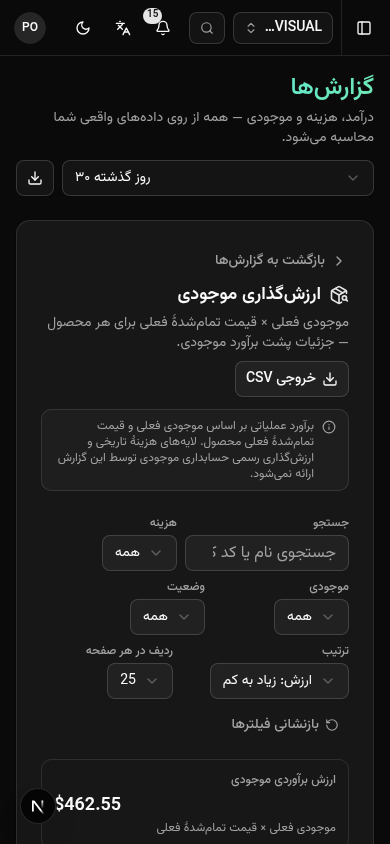 VISUAL...
15
PO
گزارش‌ها
درآمد، هزینه و موجودی — همه از روی داده‌های واقعی شما
محاسبه می‌شود.
۳۰ روز گذشته
بازگشت به گزارش‌ها
ارزش‌گذاری موجودی
موجودی فعلی × قیمت تمام‌شدهٔ فعلی برای هر محصول
— جزئیات پشت برآورد موجودی.
خروجی CSV
برآورد عملیاتی بر اساس موجودی فعلی و قیمت
تمام‌شدهٔ فعلی محصول. لایه‌های هزینهٔ تاریخی و
ارزش‌گذاری رسمی حسابداری موجودی توسط این گزارش
ارائه نمی‌شود.
جستجو
هزینه
جستجوی نام یا کد
همه
موجودی
وضعیت
همه
همه
ترتیب
ردیف در هر صفحه
ارزش: زیاد به کم
25
بازنشانی فیلترها
ارزش برآوردی موجودی
$462.55
N
موجودی فعلی × قیمت تمام‌شدهٔ فعلی